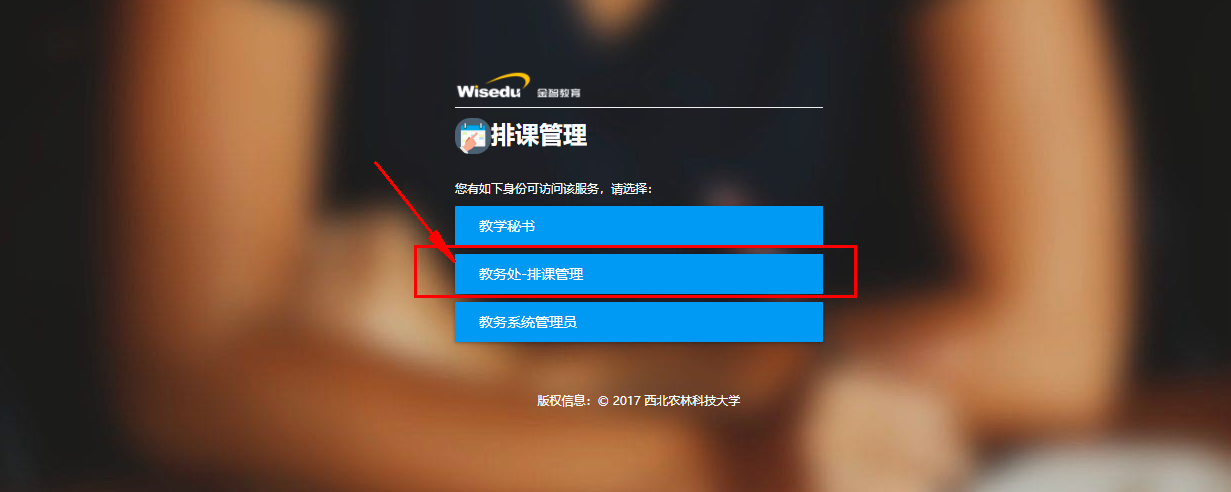 Wisedu 金智教育
排课管理
您有如下身份可访问该服务，请选择：
教学秘书
教务处-排课管理
教务系统管理员
版权信息：© 2017 西北农林科技大学